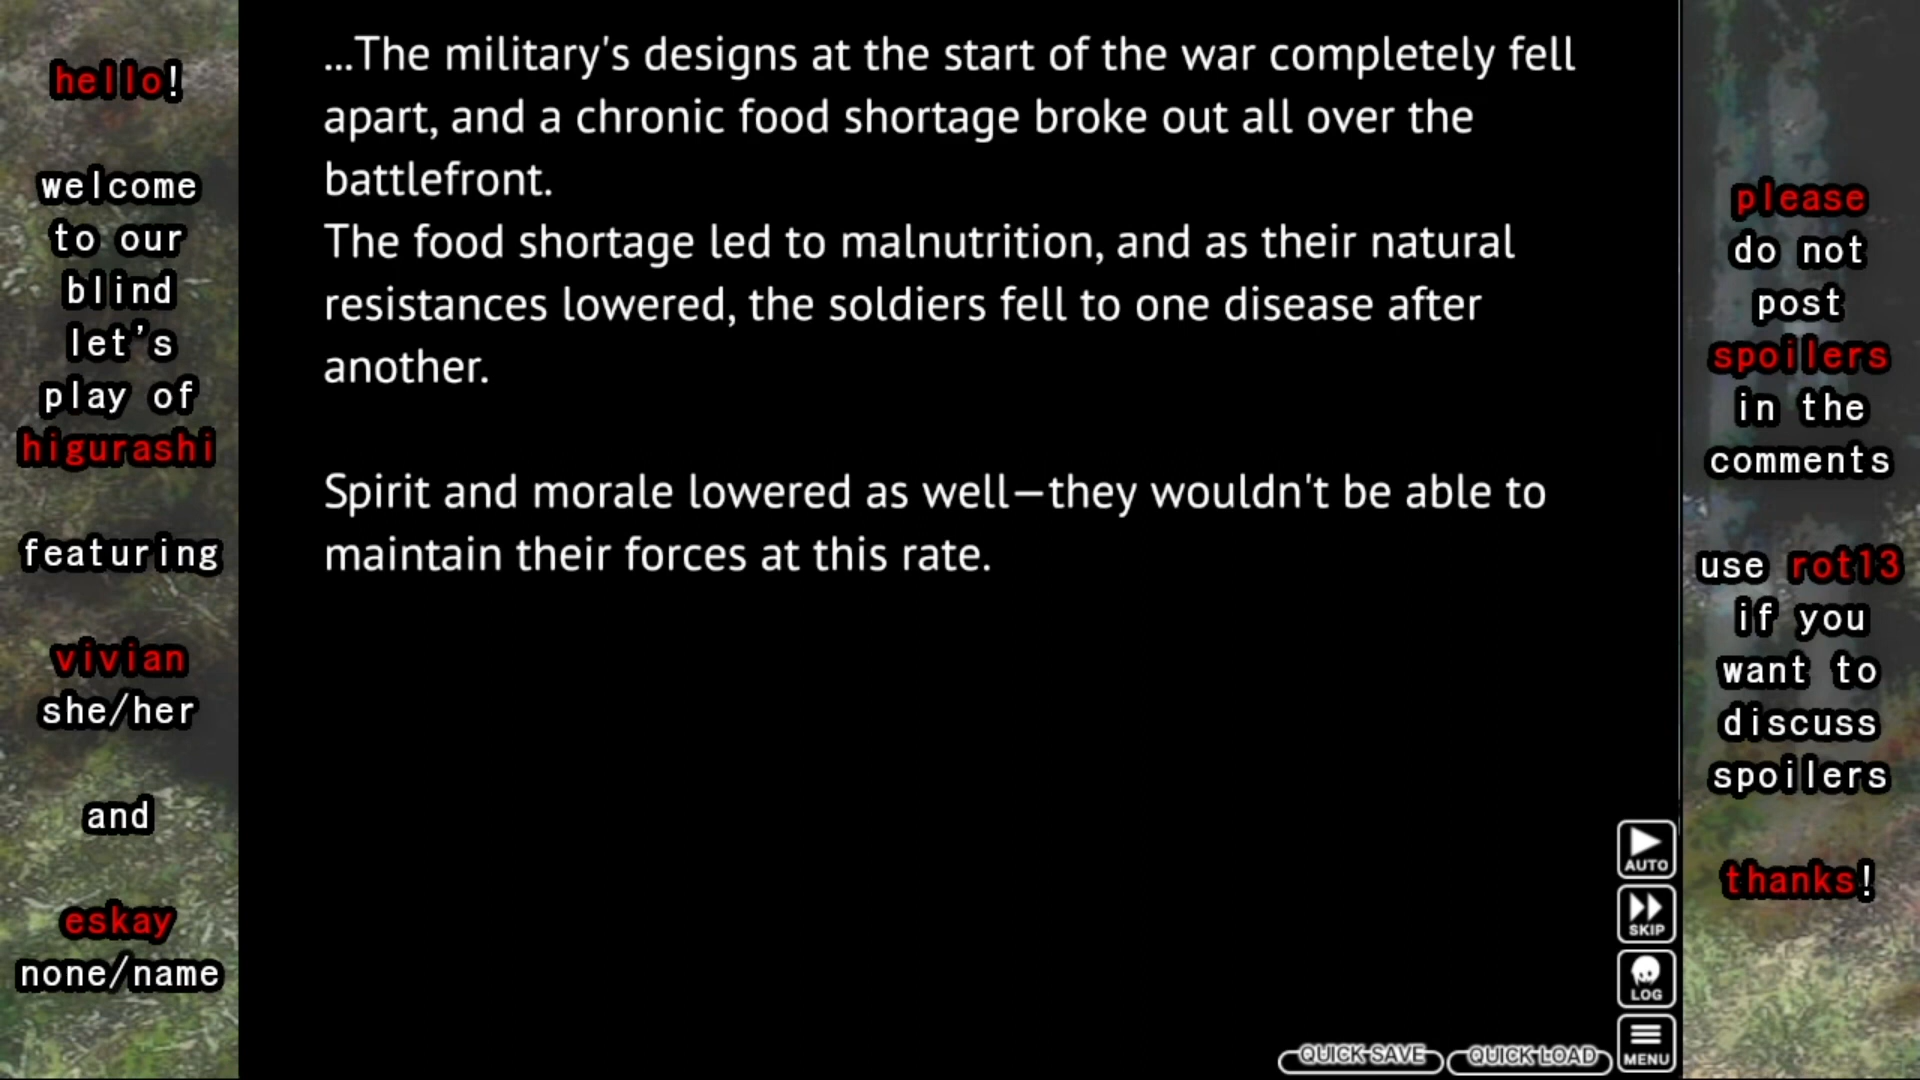 hello!
welcome
to our
blind
let's
play of
higurashi
featuring
vivian
she/her
and
eskay
none/name
...The military's designs at the start of the war completely fell
apart, and a chronic food shortage broke out all over the
battlefront.
The food shortage led to malnutrition, and as their natural
resistances lowered, the soldiers fell to one disease after
another.
Spirit and morale lowered as well—they wouldn't be able to
maintain their forces at this rate.
AUTO
SKIP
LOG
MENU
QUICK SAVE
QUICK LOAD
please
do not
post
spoilers
in the
comments
use rot13
if you
want to
discuss
spoilers
thanks!